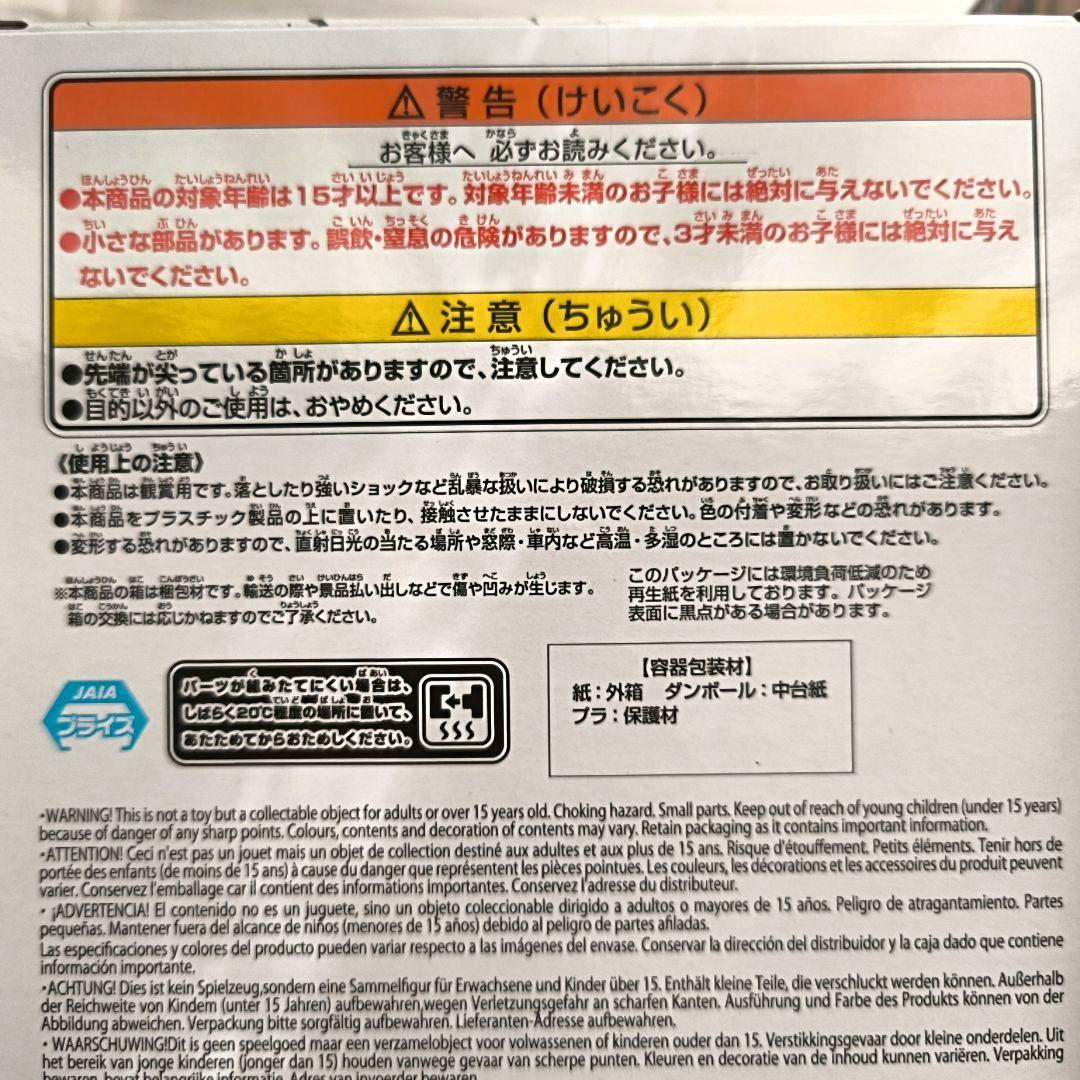 ⚠ 警告（けいこく）
お客様へ 必ずお読みください。
●本商品の対象年齢は15才以上です。対象年齢未満のお子様には絶対に与えないでください。
●小さな部品があります。誤飲・窒息の危険がありますので、3才未満のお子様には絶対に与え
ないでください。
⚠ 注意（ちゅうい）
●先端が尖っている箇所がありますので、注意してください。
●目的以外のご使用は、おやめください。
《使用上の注意》
●本商品は観賞用です。落としたり強いショックなど乱暴な扱いにより破損する恐れがありますので、お取り扱いにはご注意ください。
●本商品をプラスチック製品の上に置いたり、接触させたままにしないでください。色の付着や変形などの恐れがあります。
●変形する恐れがありますので、直射日光の当たる場所や窓際・車内など高温・多湿のところには置かないでください。
※本商品の箱は梱包材です。輸送の際や景品払い出しなどで傷や凹みが生じます。
箱の交換には応じかねますのでご了承ください。
このパッケージには環境負荷低減のため
再生紙を利用しております。パッケージ
表面に黒点がある場合があります。
JAIA
プライズ
パーツが組みたてにくい場合は、
しばらく20℃程度の場所に置いて、
あたためてからおためしください。
【容器包装材】
紙：外箱 ダンボール：中台紙
プラ：保護材
•WARNING! This is not a toy but a collectable object for adults or over 15 years old. Choking hazard. Small parts. Keep out of reach of young children (under 15 years)
because of danger of any sharp points. Colours, contents and decoration of contents may vary. Retain packaging as it contains important information.
•ATTENTION! Ceci n'est pas un jouet mais un objet de collection destiné aux adultes et aux plus de 15 ans. Risque d'étouffement. Petits éléments. Tenir hors de
portée des enfants (de moins de 15 ans) à cause du danger que représentent les pièces pointues. Les couleurs, les décorations et les accessoires du produit peuvent
varier. Conservez l'emballage car il contient des informations importantes. Conservez l'adresse du distributeur.
• ¡ADVERTENCIA! El contenido no es un juguete, sino un objeto coleccionable dirigido a adultos o mayores de 15 años. Peligro de atragantamiento. Partes
pequeñas. Mantener fuera del alcance de niños (menores de 15 años) debido al peligro de partes afiladas.
Las especificaciones y colores del producto pueden variar respecto a las imágenes del envase. Conservar la dirección del distribuidor y la caja dado que contiene
información importante.
•ACHTUNG! Dies ist kein Spielzeug,sondern eine Sammelfigur für Erwachsene und Kinder über 15. Enthält kleine Teile, die verschluckt werden können. Außerhalb
der Reichweite von Kindern (unter 15 Jahren) aufbewahren,wegen Verletzungsgefahr an scharfen Kanten. Ausführung und Farbe des Produkts können von der
Abbildung abweichen. Verpackung bitte sorgfältig aufbewahren. Lieferanten-Adresse aufbewahren.
• WAARSCHUWING!Dit is geen speelgoed maar een verzamelobject voor volwassenen of kinderen ouder dan 15. Verstikkingsgevaar door kleine onderdelen. Uit
het bereik van jonge kinderen (jonger dan 15) houden vanwege gevaar van scherpe punten. Kleuren en decoratie van de inhoud kunnen variëren. Verpakking
bewaren, bevat belangrijke informatie. Adres van invoerder bewaren.